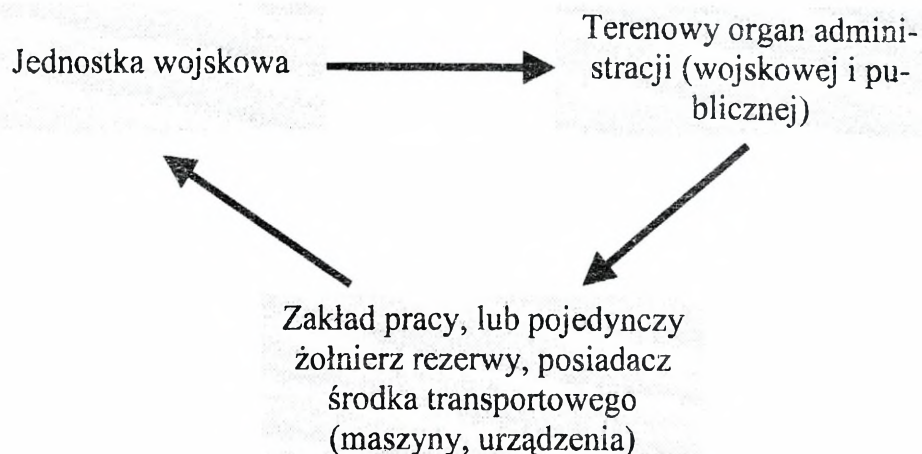 Jednostka wojskowa
Terenowy organ admini-
stracji (wojskowej i pu-
blicznej)
Zakład pracy, lub pojedynczy
żołnierz rezerwy, posiadacz
środka transportowego
(maszyny, urządzenia)